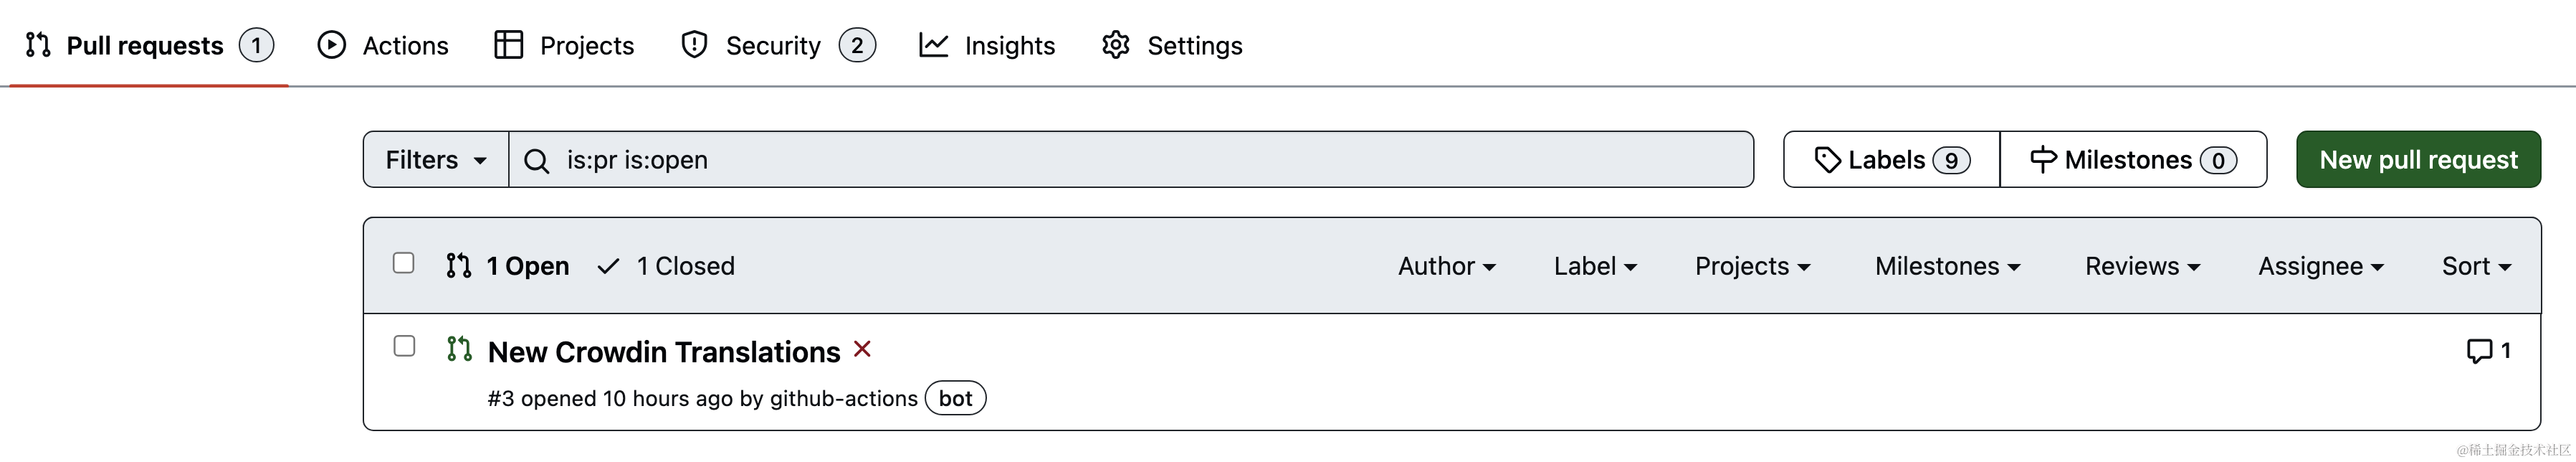 Pull requests 1 Actions Projects Security 2 Insights Settings
Filters is:pr is:open Labels 9 Milestones 0 New pull request
1 Open 1 Closed Author Label Projects Milestones Reviews Assignee Sort
New Crowdin Translations 1
#3 opened 10 hours ago by github-actions bot
@稀土掘金技术社区